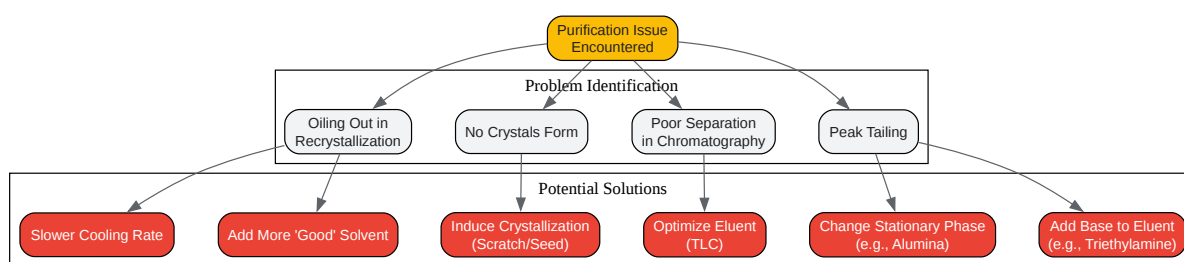 Purification Issue
Encountered
Problem Identification
Oiling Out in
Recrystallization
No Crystals Form
Poor Separation
in Chromatography
Peak Tailing
Potential Solutions
Slower Cooling Rate
Add More 'Good' Solvent
Induce Crystallization
(Scratch/Seed)
Optimize Eluent
(TLC)
Change Stationary Phase
(e.g., Alumina)
Add Base to Eluent
(e.g., Triethylamine)